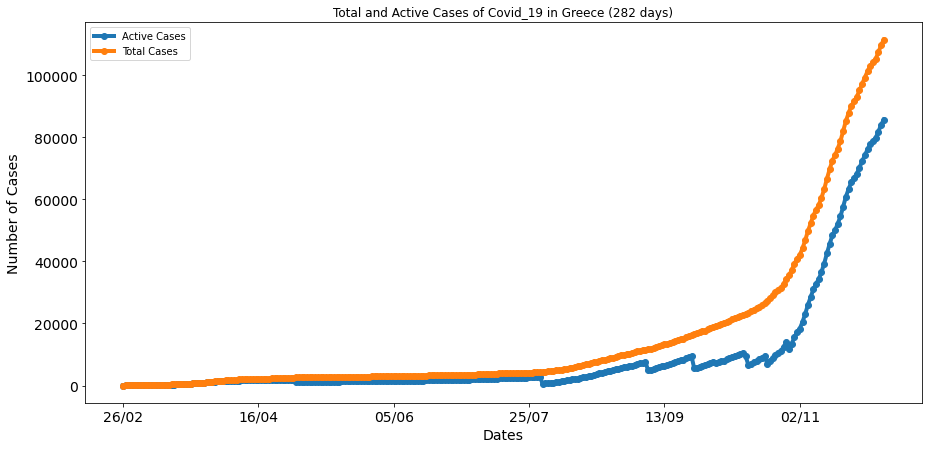 Total and Active Cases of Covid_19 in Greece (282 days)
Active Cases
Total Cases
Number of Cases
100000
80000
60000
40000
20000
0
26/02 16/04 05/06 25/07 13/09 02/11
Dates